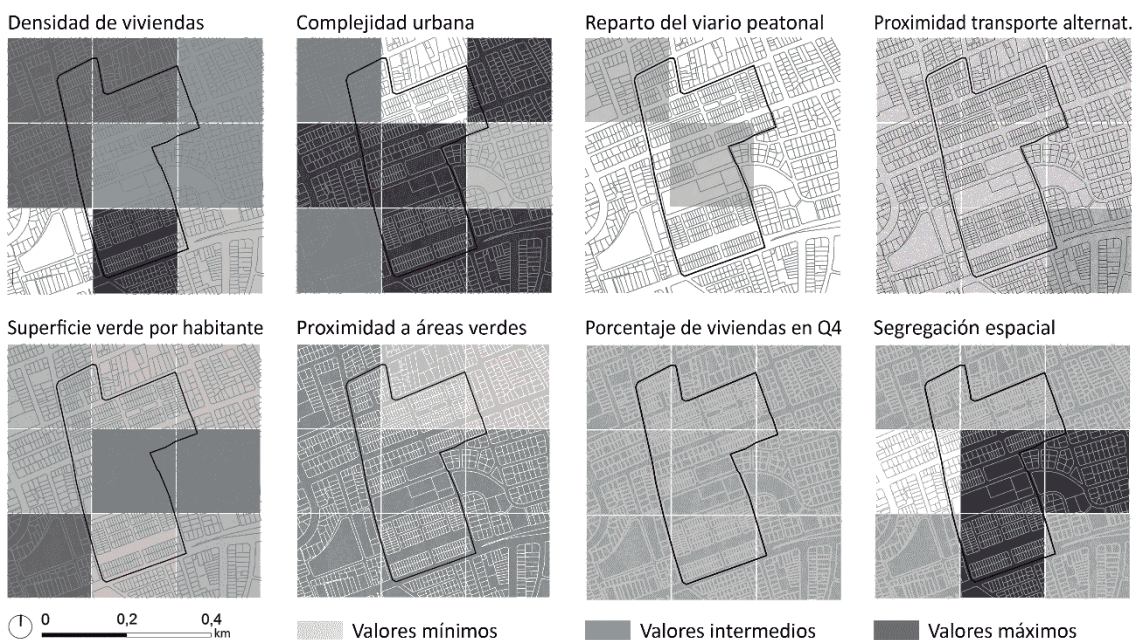 Densidad de viviendas
Complejidad urbana
Reparto del viario peatonal
Proximidad transporte alternat.
Superficie verde por habitante
Proximidad a áreas verdes
Porcentaje de viviendas en Q4
Segregación espacial
0 0,2 0,4
km
Valores mínimos
Valores intermedios
Valores máximos